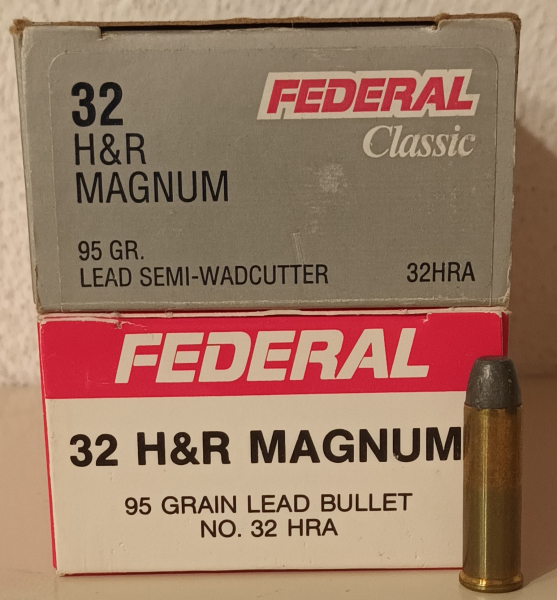 32
H&R
MAGNUM
FEDERAL
Classic
95 GR.
LEAD SEMI-WADCUTTER
32HRA
FEDERAL
32 H&R MAGNUM
95 GRAIN LEAD BULLET
NO. 32 HRA